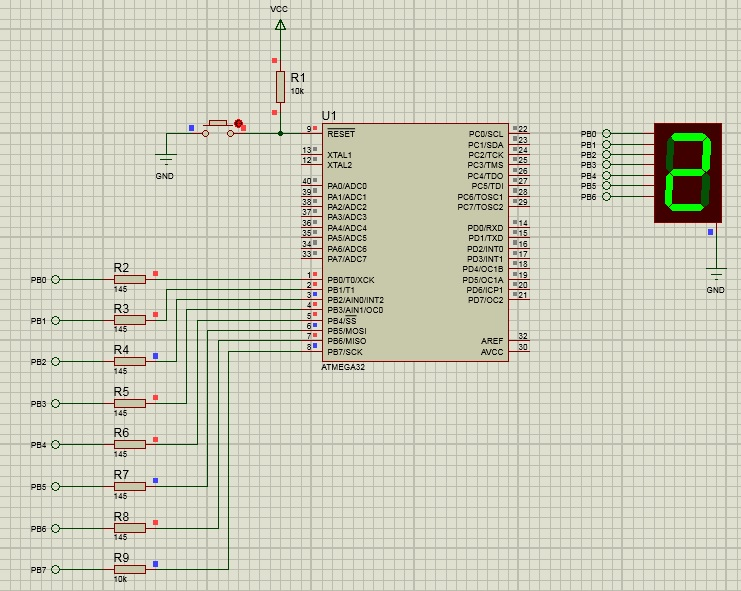 VCC
R1
10k
GND
U1
9 RESET
13 XTAL1
12 XTAL2
40 PA0/ADC0
39 PA1/ADC1
38 PA2/ADC2
37 PA3/ADC3
36 PA4/ADC4
35 PA5/ADC5
34 PA6/ADC6
33 PA7/ADC7
1 PB0/T0/XCK
2 PB1/T1
3 PB2/AIN0/INT2
4 PB3/AIN1/OC0
5 PB4/SS
6 PB5/MOSI
7 PB6/MISO
8 PB7/SCK
PC0/SCL 22
PC1/SDA 23
PC2/TCK 24
PC3/TMS 25
PC4/TDO 26
PC5/TDI 27
PC6/TOSC1 28
PC7/TOSC2 29
PD0/RXD 14
PD1/TXD 15
PD2/INT0 16
PD3/INT1 17
PD4/OC1B 18
PD5/OC1A 19
PD6/ICP1 20
PD7/OC2 21
AREF 32
AVCC 30
ATMEGA32
PB0
PB1
PB2
PB3
PB4
PB5
PB6
2
GND
PB0 R2
145
PB1 R3
145
PB2 R4
145
PB3 R5
145
PB4 R6
145
PB5 R7
145
PB6 R8
145
PB7 R9
10k